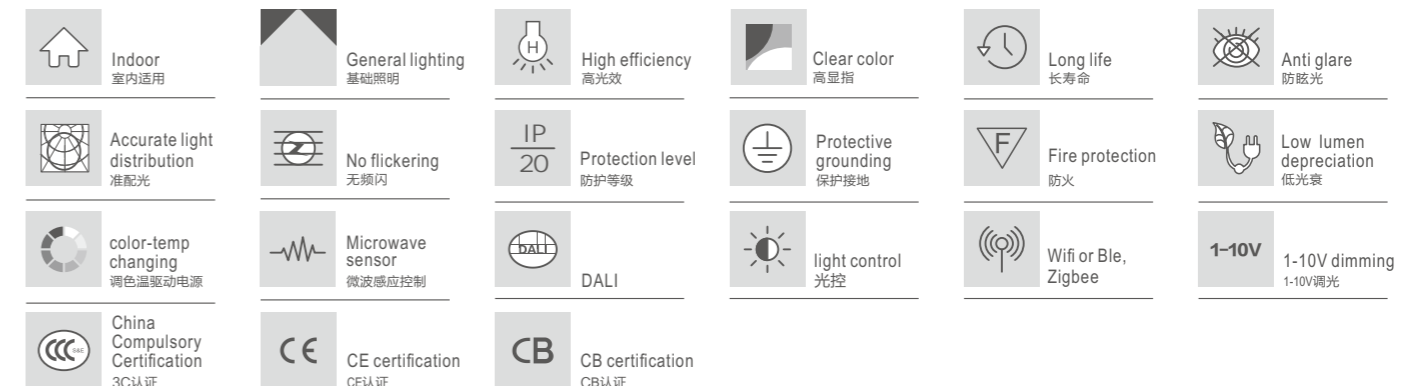 Indoor
室内适用
General lighting
基础照明
H
High efficiency
高光效
Clear color
高显指
Long life
长寿命
Anti glare
防眩光
Accurate light
distribution
准配光
No flickering
无频闪
IP
20
Protection level
防护等级
Protective
grounding
保护接地
F
Fire protection
防火
Low lumen
depreciation
低光衰
color-temp
changing
调色温驱动电源
Microwave
sensor
微波感应控制
DALI
DALI
light control
光控
Wifi or Ble,
Zigbee
1-10V
1-10V dimming
1-10V调光
CCC S&E
China
Compulsory
Certification
3C认证
CE
CE certification
CE认证
CB
CB certification
CB认证